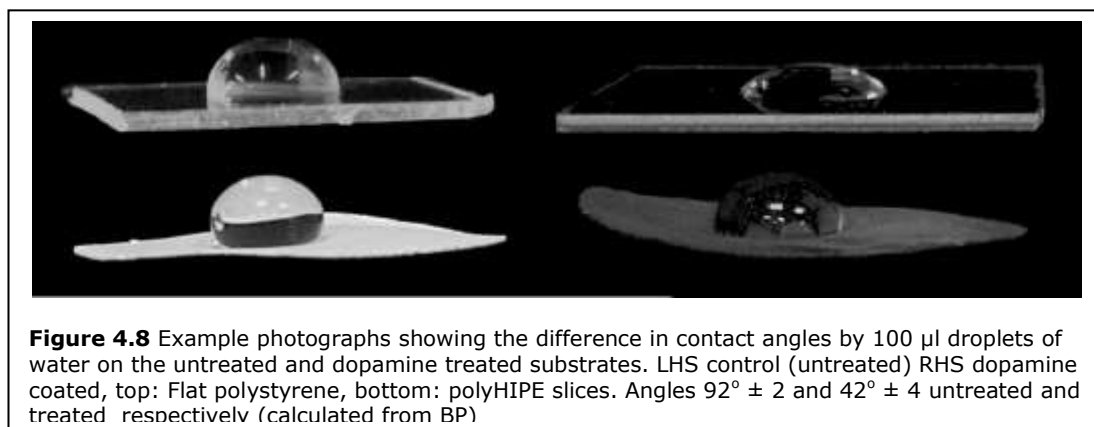 Figure 4.8 Example photographs showing the difference in contact angles by 100 µl droplets of
water on the untreated and dopamine treated substrates. LHS control (untreated) RHS dopamine
coated, top: Flat polystyrene, bottom: polyHIPE slices. Angles 92° ± 2 and 42° ± 4 untreated and
treated respectively (calculated from BP)